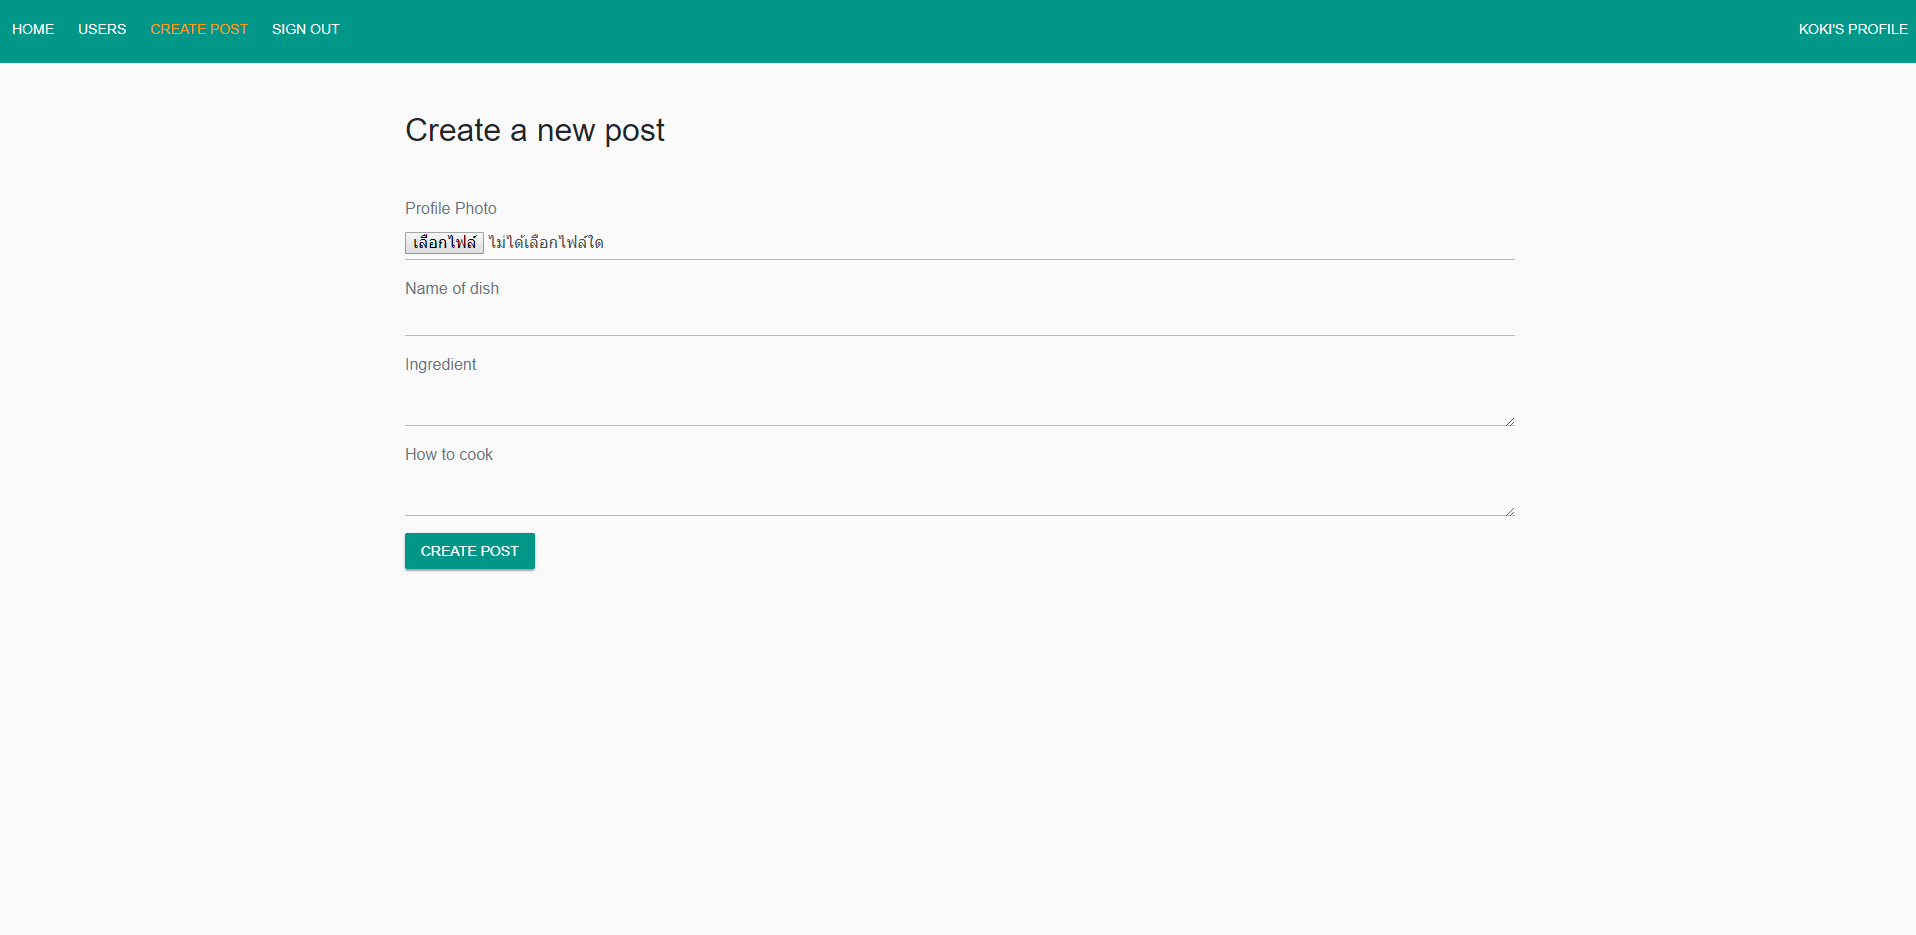 HOME USERS CREATE POST SIGN OUT KOKI'S PROFILE
Create a new post
Profile Photo
เลือกไฟล์ ไม่ได้เลือกไฟล์ใด
Name of dish
Ingredient
How to cook
CREATE POST